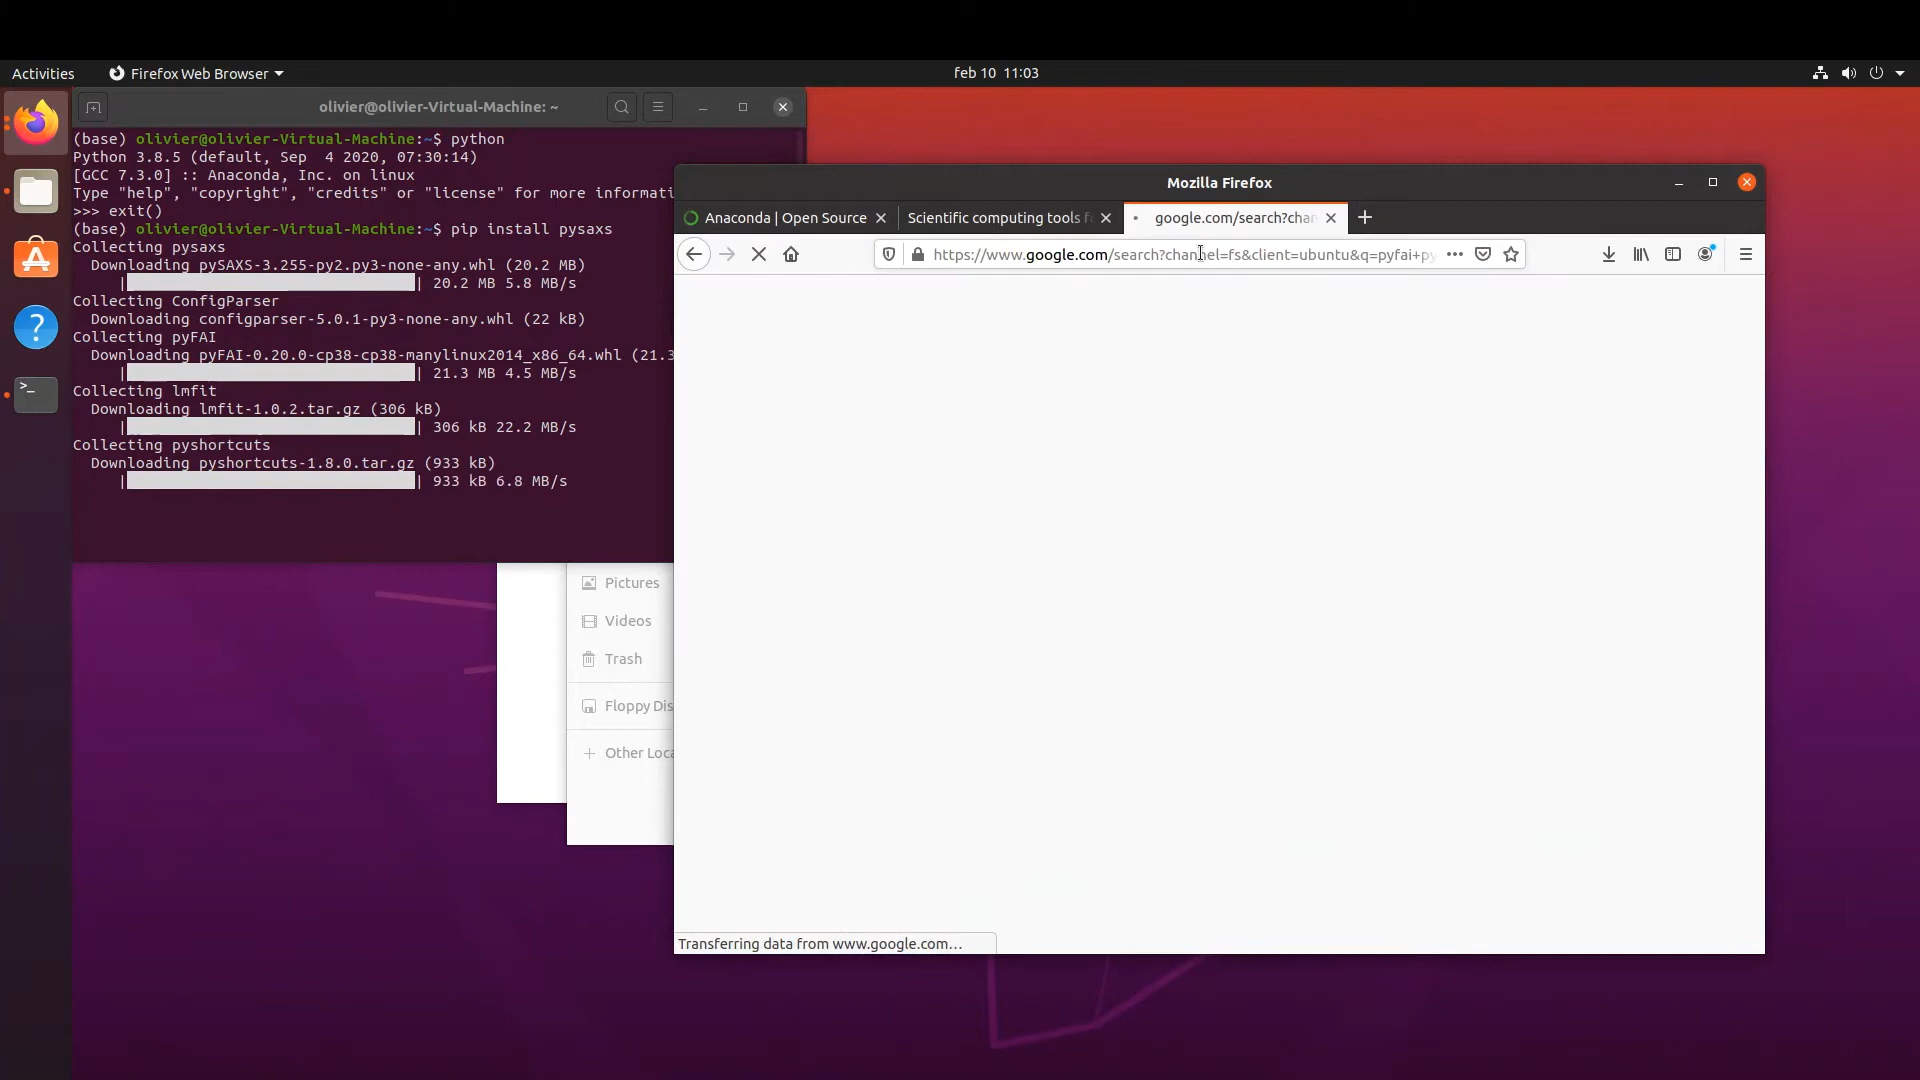 Activities
Firefox Web Browser
feb 10 11:03
olivier@olivier-Virtual-Machine: ~
(base) olivier@olivier-Virtual-Machine:~$ python
Python 3.8.5 (default, Sep  4 2020, 07:30:14)
[GCC 7.3.0] :: Anaconda, Inc. on linux
Type "help", "copyright", "credits" or "license" for more informati
>>> exit()
(base) olivier@olivier-Virtual-Machine:~$ pip install pysaxs
Collecting pysaxs
Downloading pySAXS-3.255-py2.py3-none-any.whl (20.2 MB)
| | 20.2 MB 5.8 MB/s
Collecting ConfigParser
Downloading configparser-5.0.1-py3-none-any.whl (22 kB)
Collecting pyFAI
Downloading pyFAI-0.20.0-cp38-cp38-manylinux2014_x86_64.whl (21.3
| | 21.3 MB 4.5 MB/s
Collecting lmfit
Downloading lmfit-1.0.2.tar.gz (306 kB)
| | 306 kB 22.2 MB/s
Collecting pyshortcuts
Downloading pyshortcuts-1.8.0.tar.gz (933 kB)
| | 933 kB 6.8 MB/s
Pictures
Videos
Trash
Floppy Dis
Other Loca
Mozilla Firefox
Anaconda | Open Source
Scientific computing tools f
google.com/search?chan
https://www.google.com/search?channel=fs&client=ubuntu&q=pyfai+py
Transferring data from www.google.com…